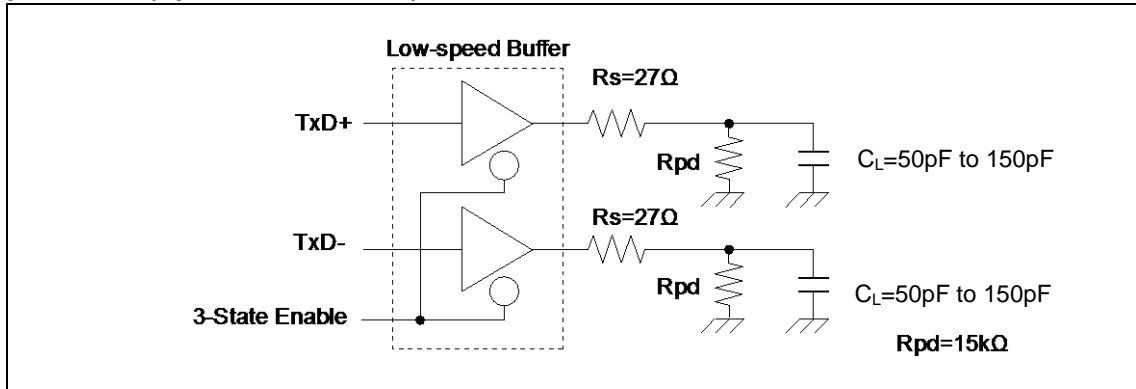 Low-speed Buffer
Rs=27Ω
TxD+
Rpd
CL=50pF to 150pF
Rs=27Ω
TxD-
Rpd
CL=50pF to 150pF
3-State Enable
Rpd=15kΩ